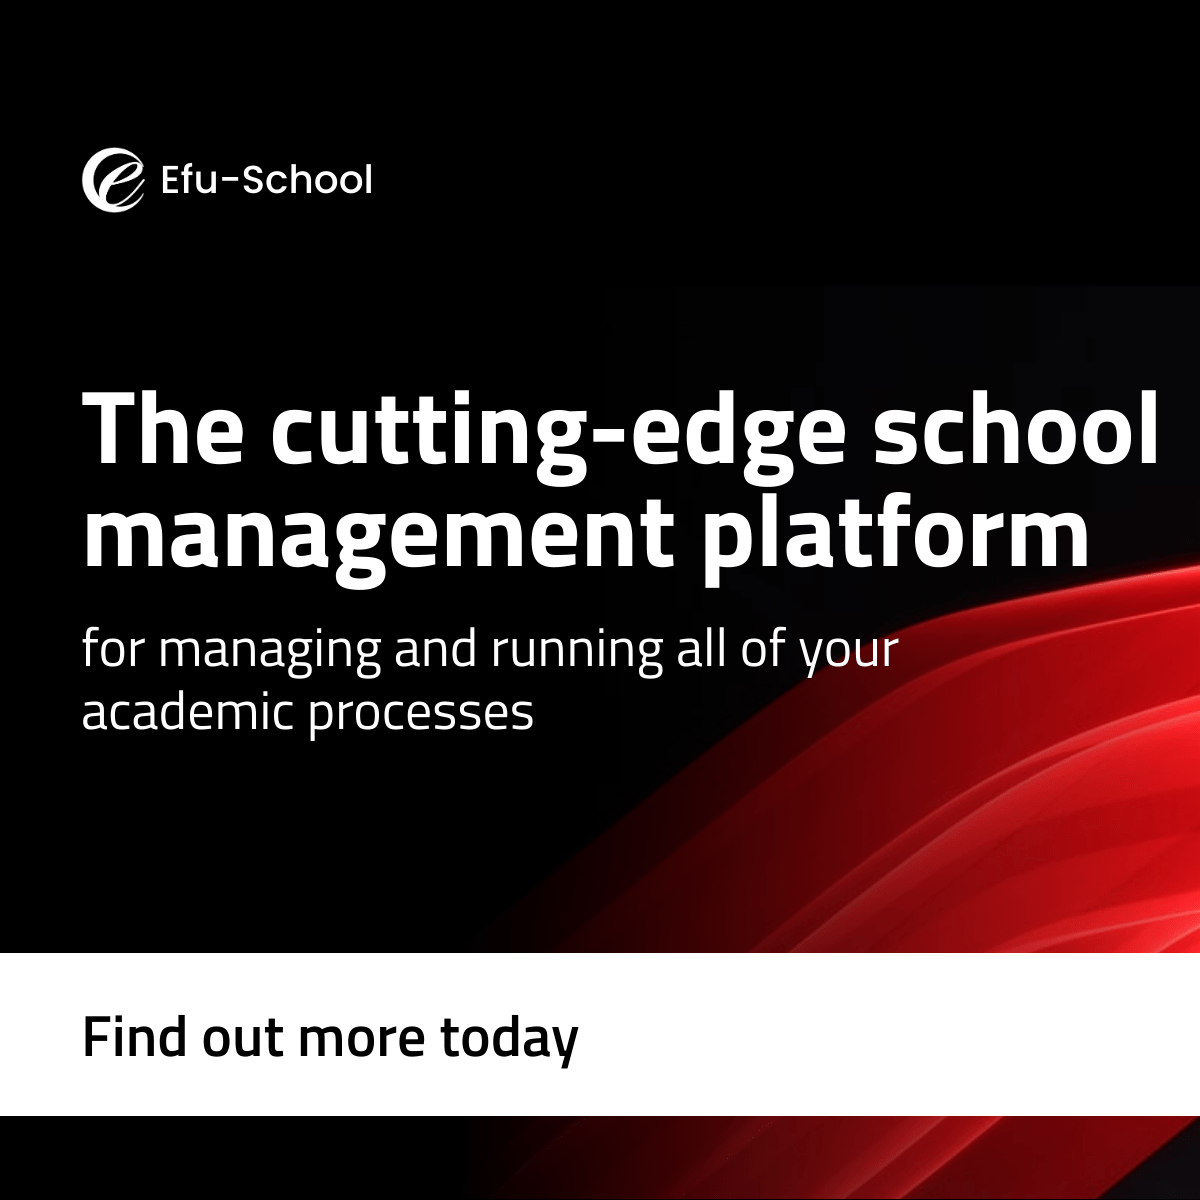 Efu-School
The cutting-edge school
management platform
for managing and running all of your
academic processes
Find out more today